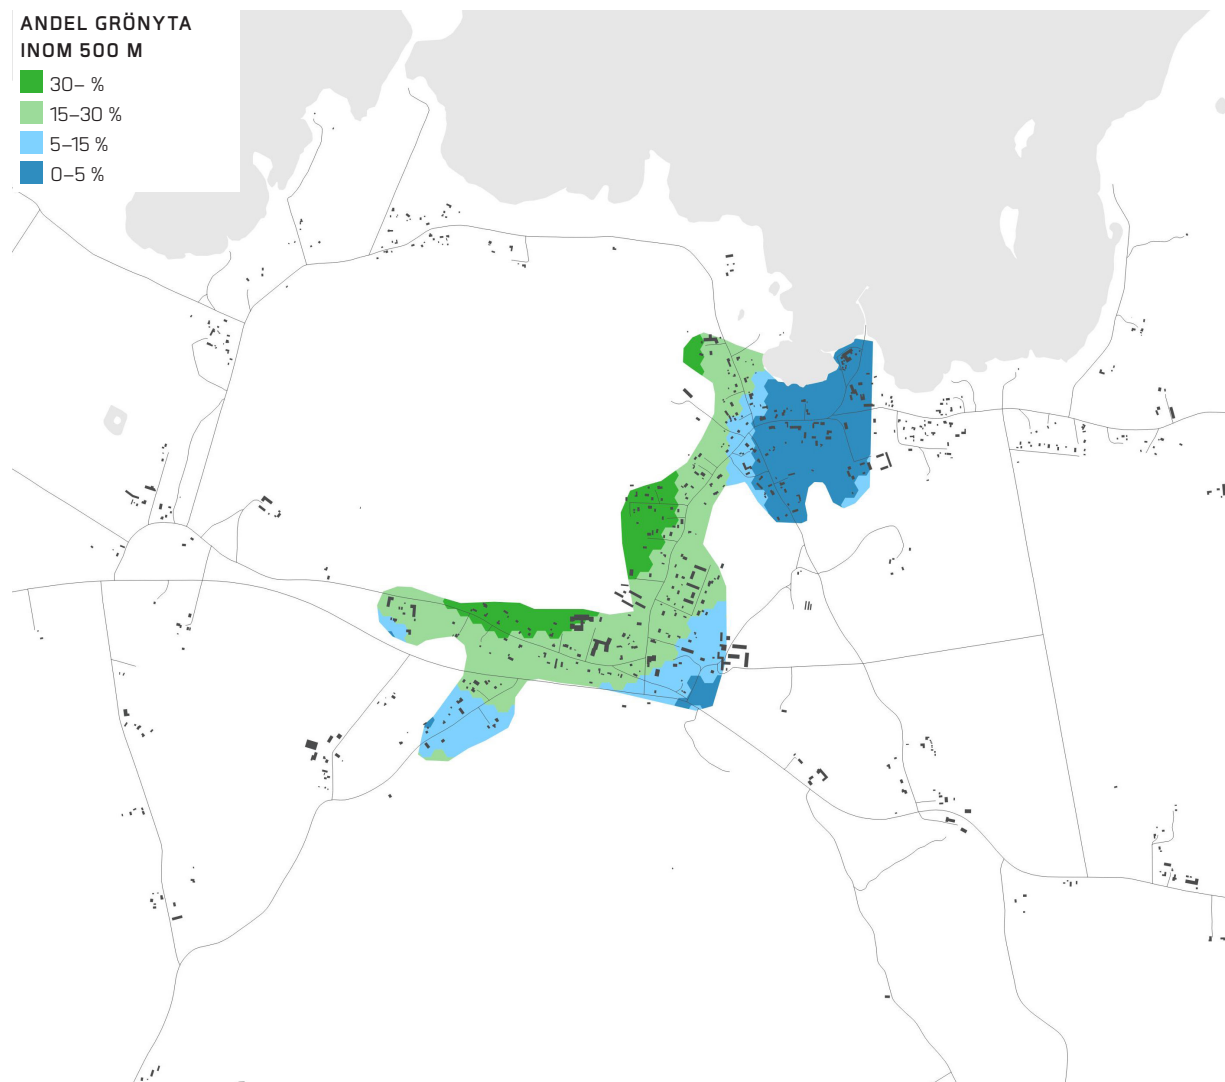 ANDEL GRÖNYTA
INOM 500 M
30– %
15–30 %
5–15 %
0–5 %